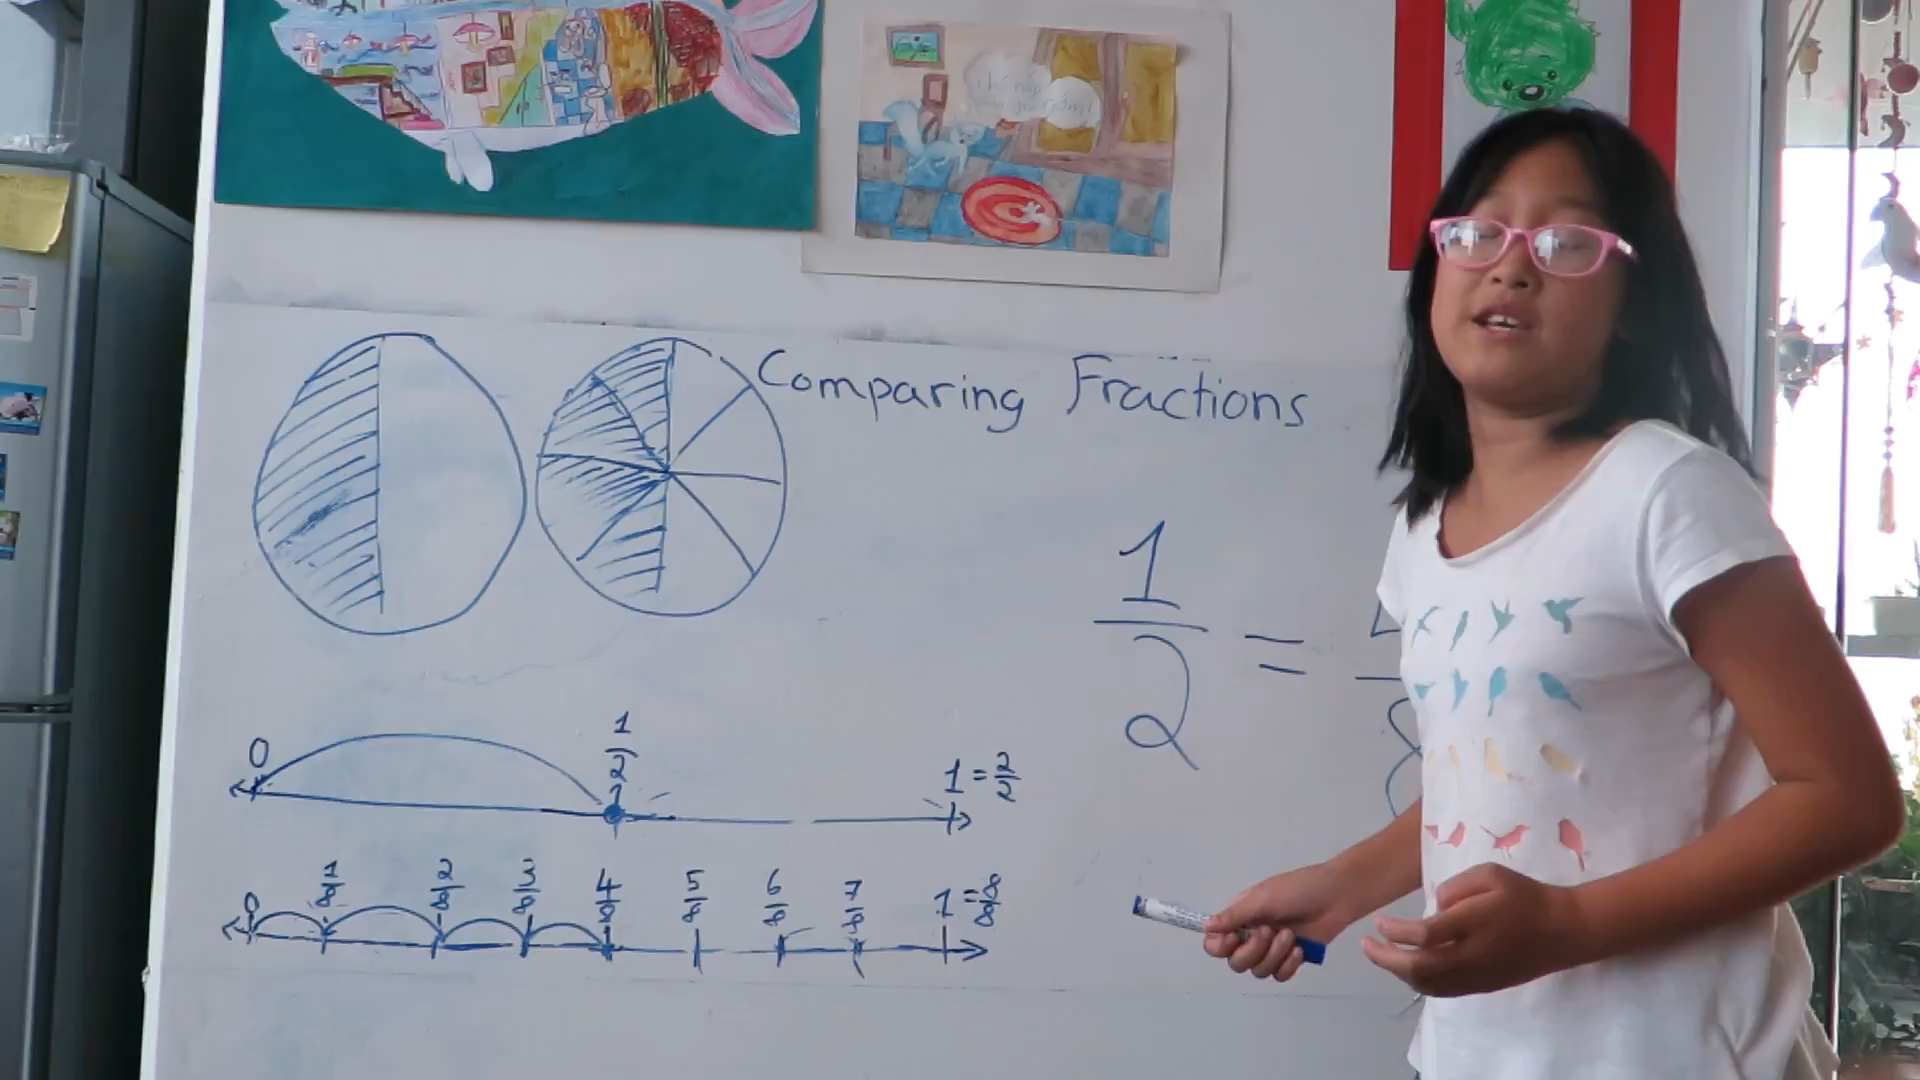 Comparing Fractions
1/2 =
0 1/2 1 = 2/2
0 1/8 2/8 3/8 4/8 5/8 6/8 7/8 1 = 8/8